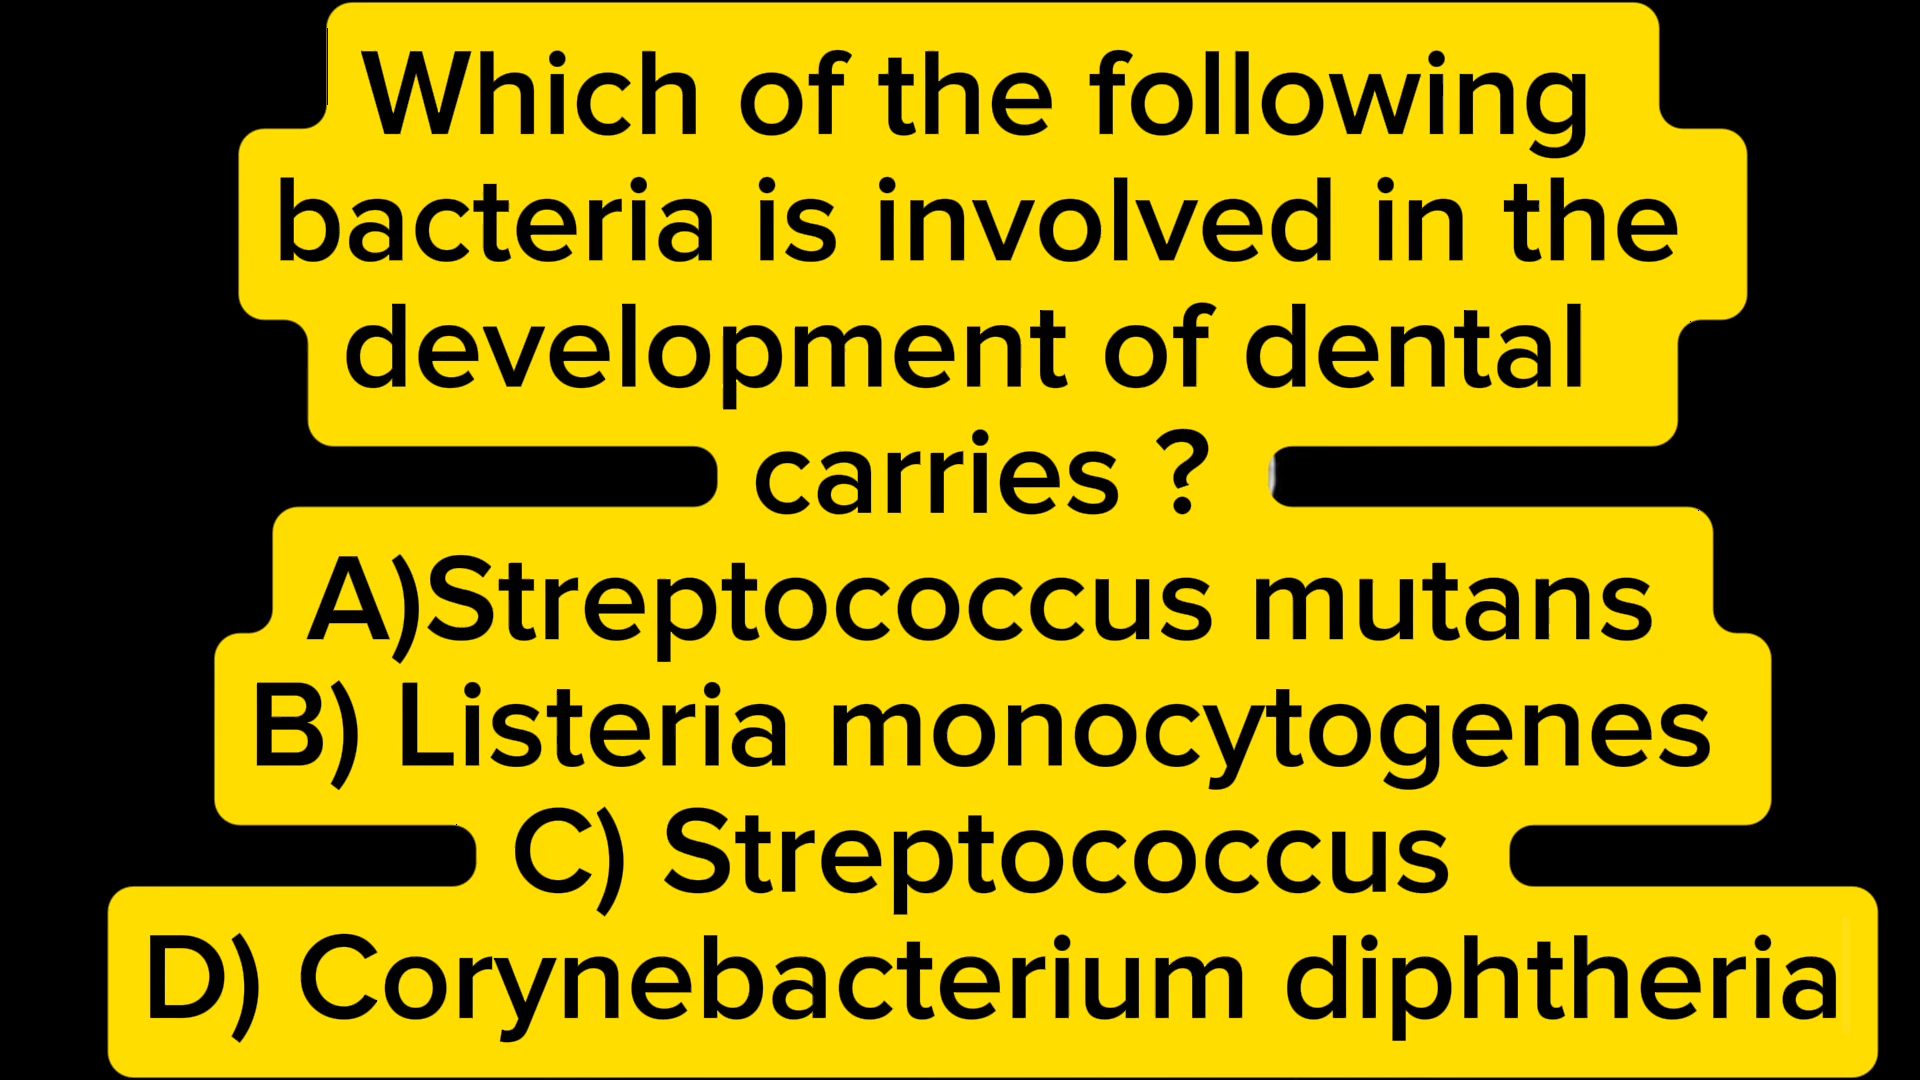 Which of the following
bacteria is involved in the
development of dental
carries ?
A)Streptococcus mutans
B) Listeria monocytogenes
C) Streptococcus
D) Corynebacterium diphtheria